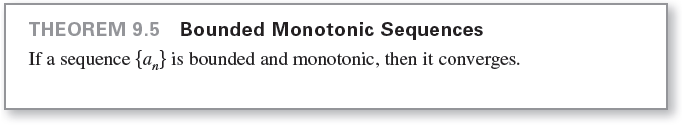 THEOREM 9.5 Bounded Monotonic Sequences
If a sequence {aₙ} is bounded and monotonic, then it converges.